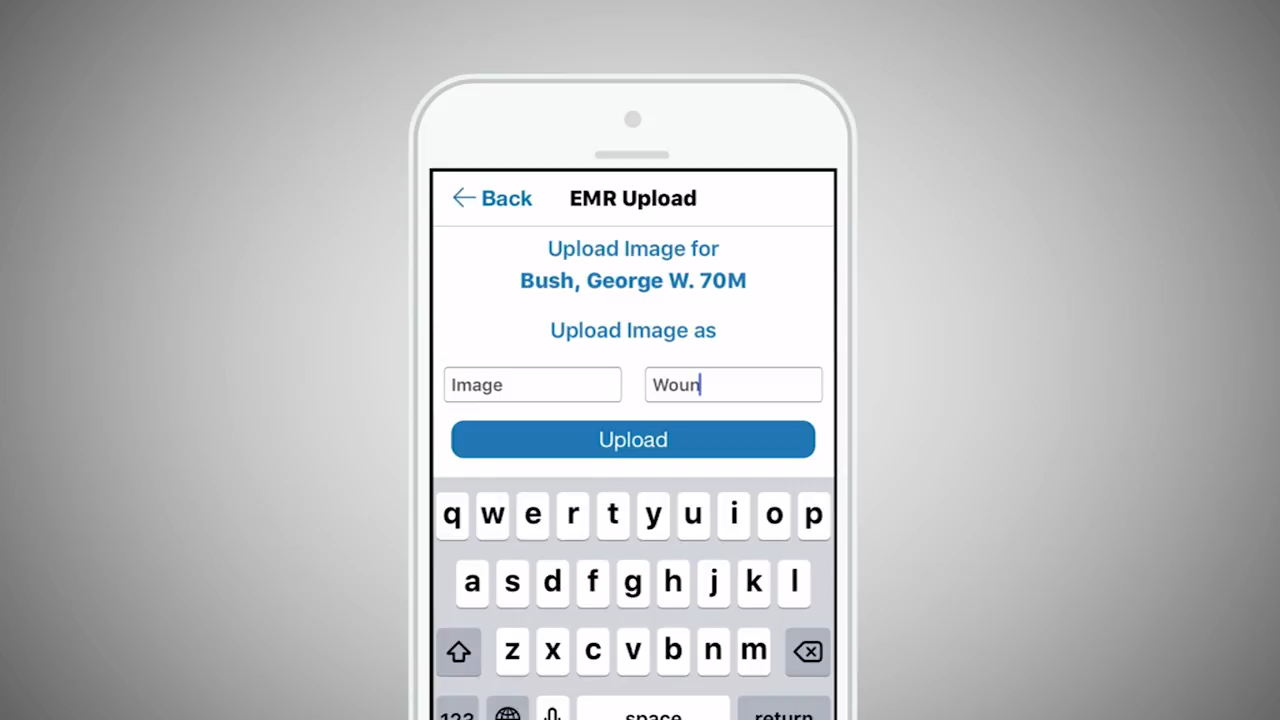 Back EMR Upload
Upload Image for
Bush, George W. 70M
Upload Image as
Image Woun
Upload
q w e r t y u i o p
a s d f g h j k l
z x c v b n m
123 space return